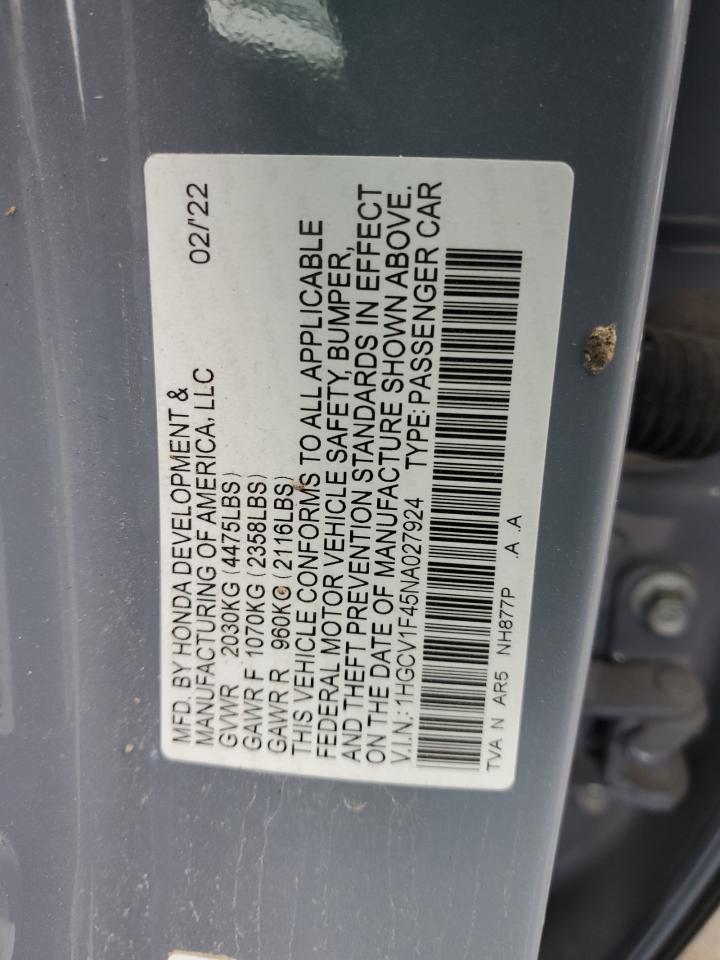 MFD. BY HONDA DEVELOPMENT &
MANUFACTURING OF AMERICA, LLC 02/'22
GVWR 2030KG (4475LBS)
GAWR F 1070KG (2358LBS)
GAWR R 960KG (2116LBS)
THIS VEHICLE CONFORMS TO ALL APPLICABLE
FEDERAL MOTOR VEHICLE SAFETY, BUMPER,
AND THEFT PREVENTION STANDARDS IN EFFECT
ON THE DATE OF MANUFACTURE SHOWN ABOVE.
V.I.N.: 1HGCV1F45NA027924 TYPE: PASSENGER CAR
TVA N AR5 NH877P .A .A